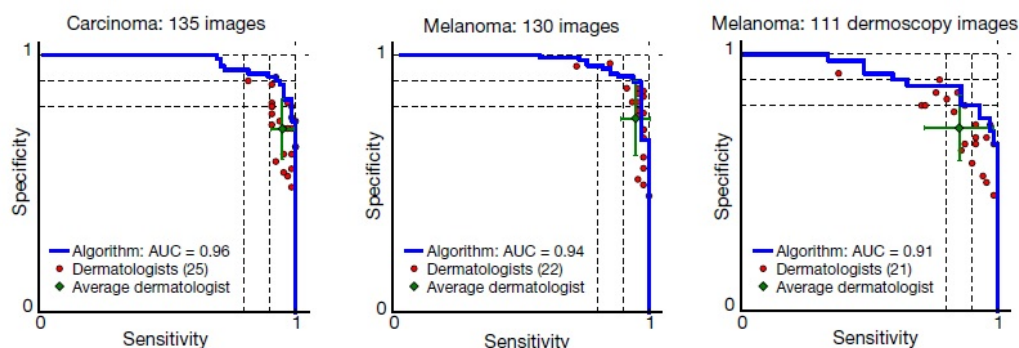 Carcinoma: 135 images
1
Specificity
Algorithm: AUC = 0.96
Dermatologists (25)
Average dermatologist
0
0
1
Sensitivity
Melanoma: 130 images
1
Specificity
Algorithm: AUC = 0.94
Dermatologists (22)
Average dermatologist
0
0
1
Sensitivity
Melanoma: 111 dermoscopy images
1
Specificity
Algorithm: AUC = 0.91
Dermatologists (21)
Average dermatologist
0
0
1
Sensitivity